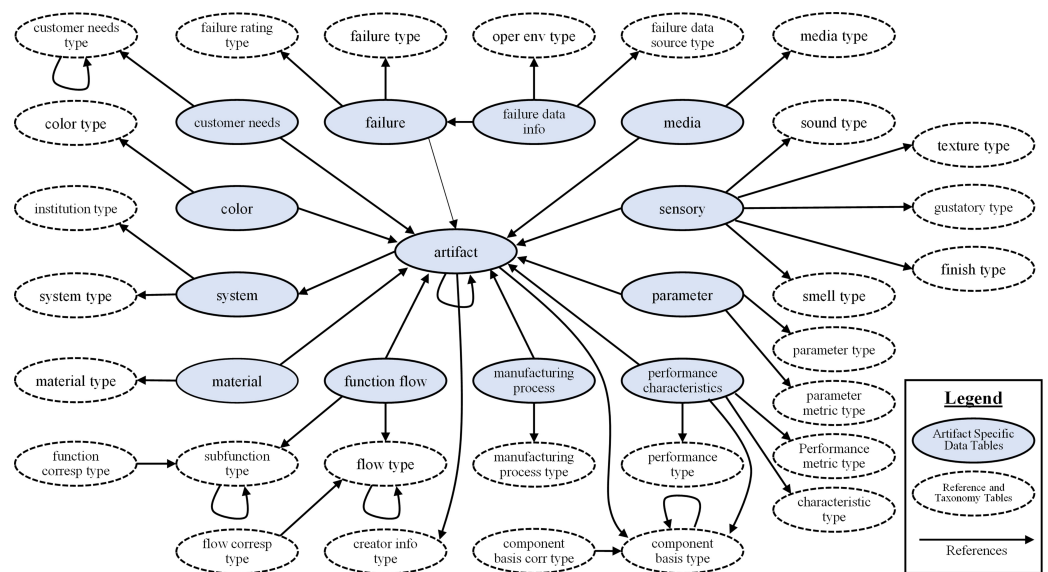 customer needs
type
failure rating
type
failure type
oper env type
failure data
source type
media type
color type
customer needs
failure
failure data
info
media
sound type
texture type
institution type
color
sensory
gustatory type
artifact
finish type
system type
system
parameter
smell type
parameter type
material type
material
function flow
manufacturing
process
performance
characteristics
parameter
metric type
Legend
Artifact Specific
Data Tables
function
corresp type
subfunction
type
flow type
manufacturing
process type
performance
type
Performance
metric type
Reference and
Taxonomy Tables
characteristic
type
References
flow corresp
type
creator info
type
component
basis corr type
component
basis type